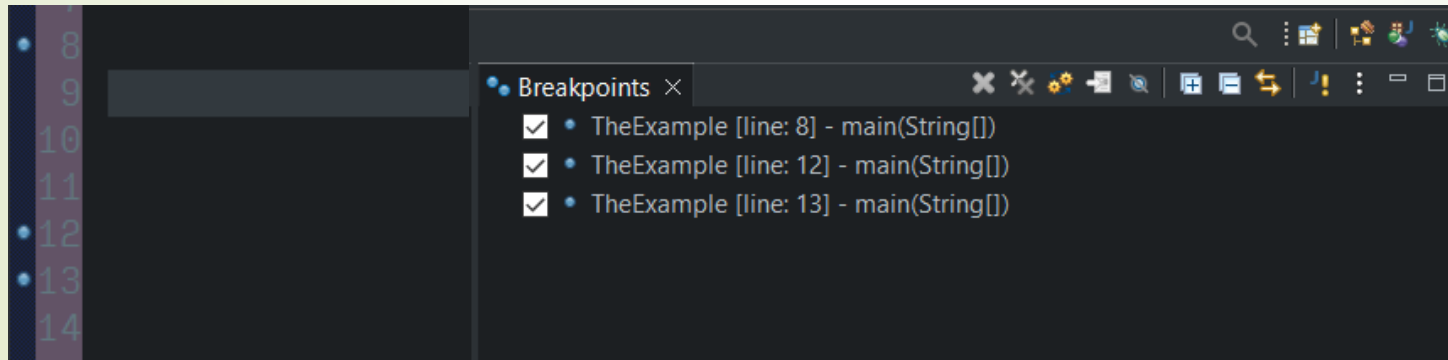 8
9
10
11
12
13
14
Breakpoints
TheExample [line: 8] - main(String[])
TheExample [line: 12] - main(String[])
TheExample [line: 13] - main(String[])